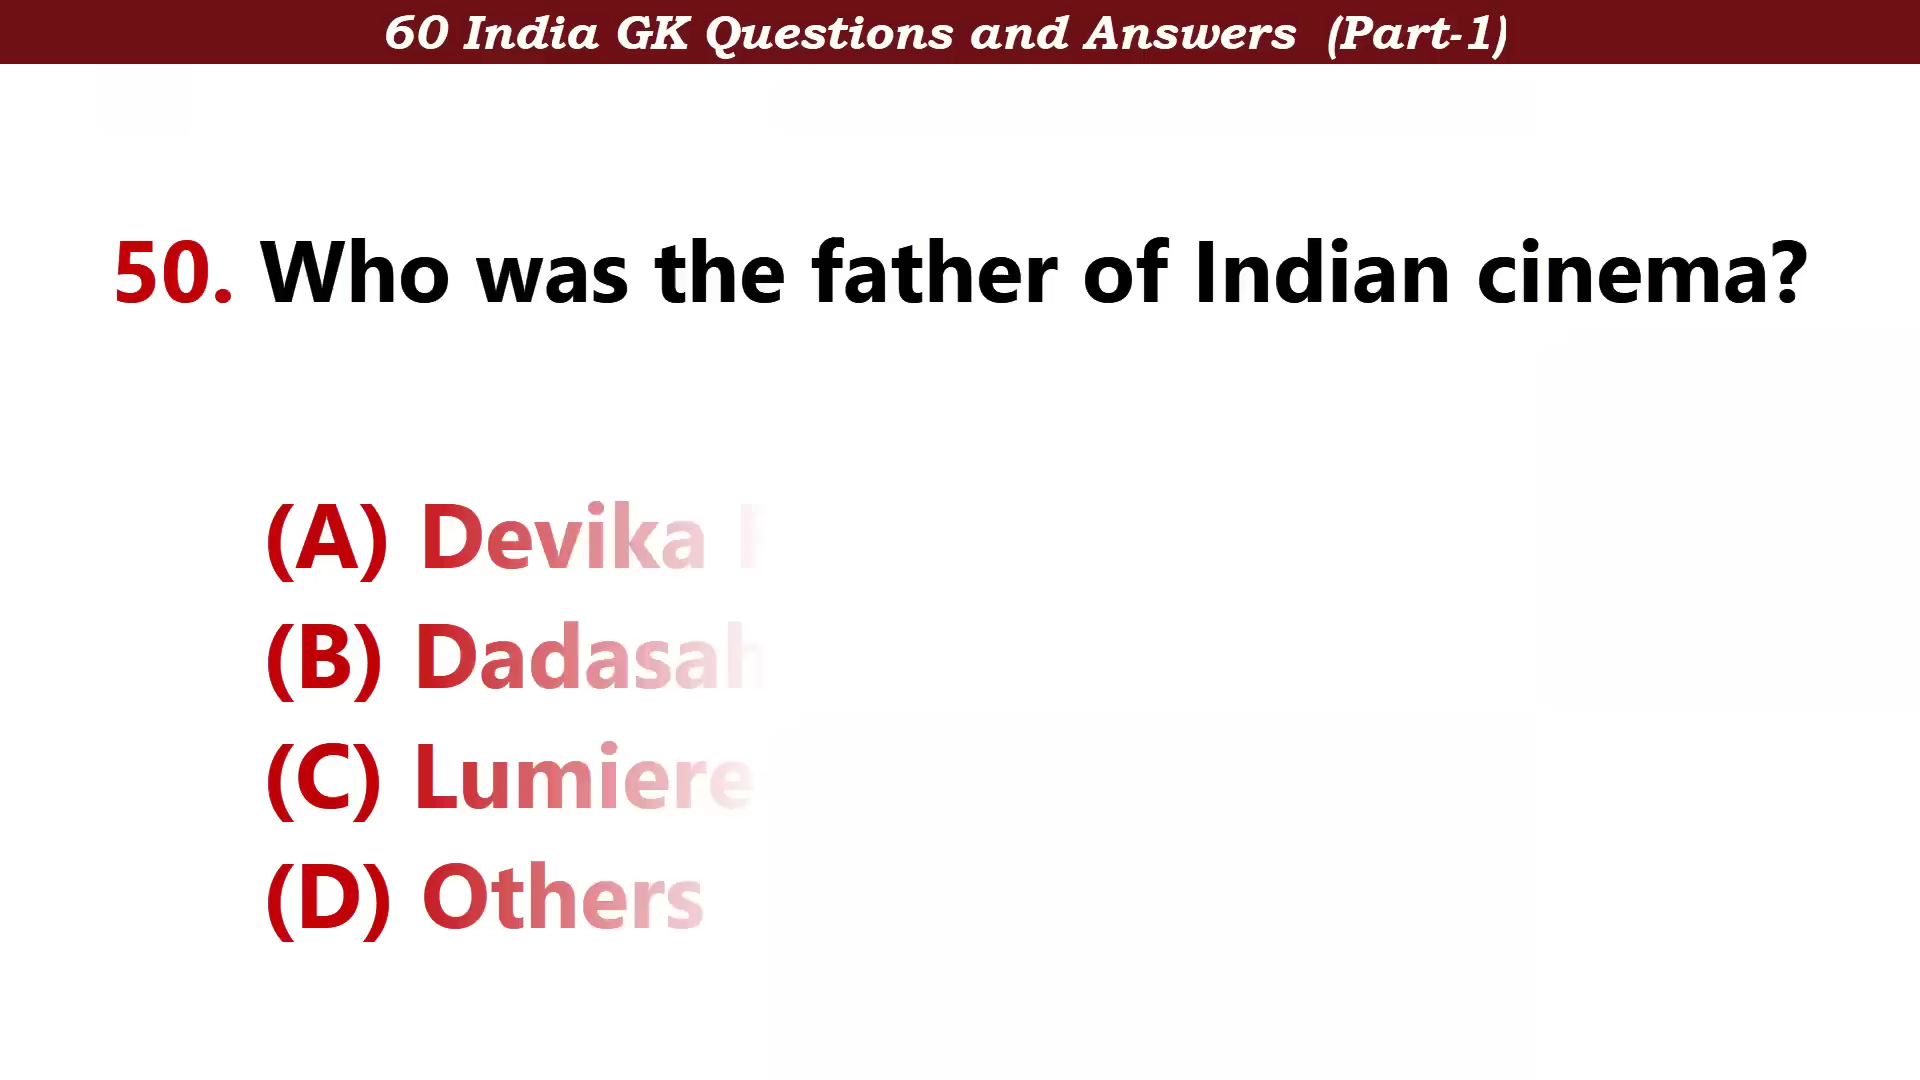 60 India GK Questions and Answers (Part-1)
50. Who was the father of Indian cinema?
(A) Devika
(B) Dadasah
(C) Lumiere
(D) Others